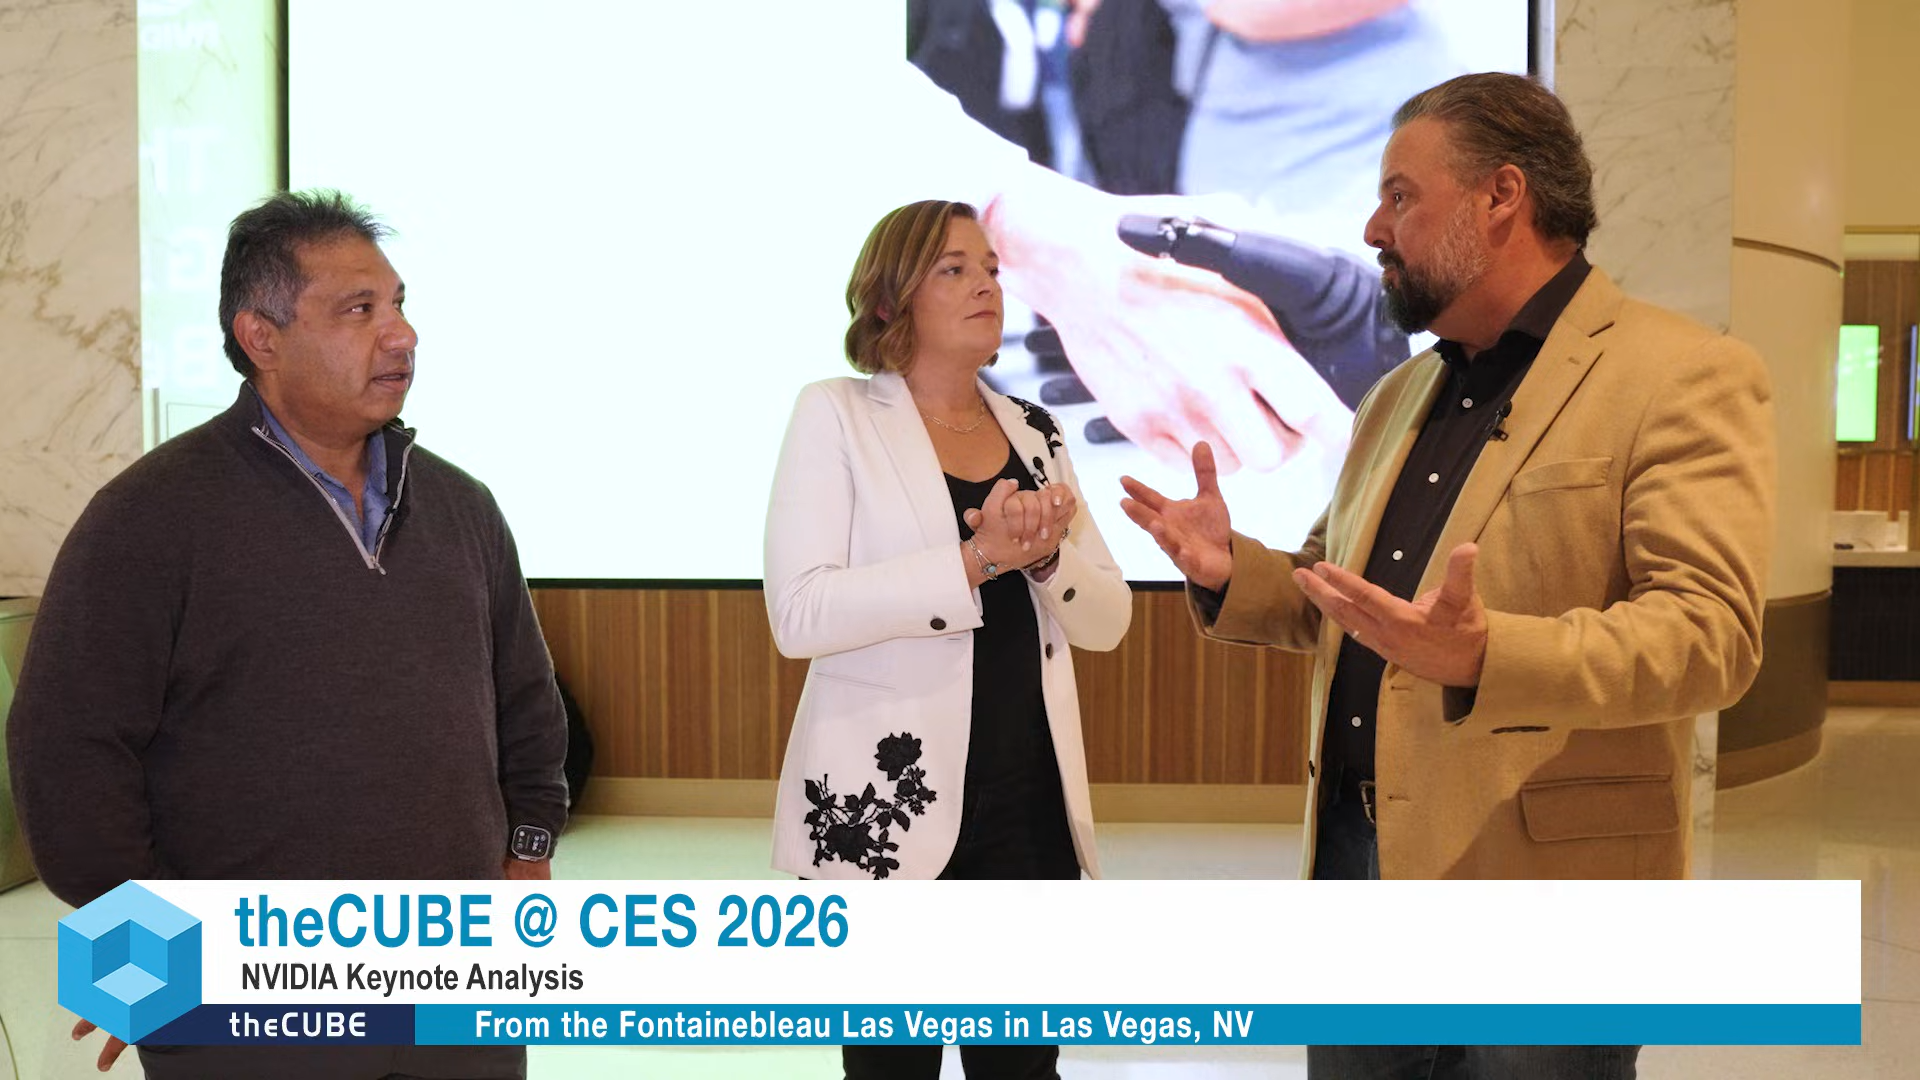 theCUBE @ CES 2026
NVIDIA Keynote Analysis
theCUBE
From the Fontainebleau Las Vegas in Las Vegas, NV